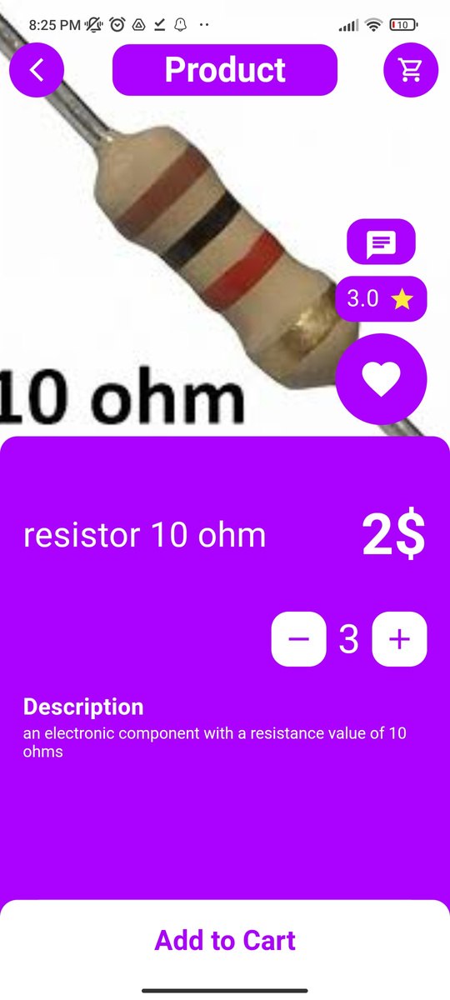 8:25 PM
10
Product
3.0
10 ohm
resistor 10 ohm
2$
3
Description
an electronic component with a resistance value of 10
ohms
Add to Cart